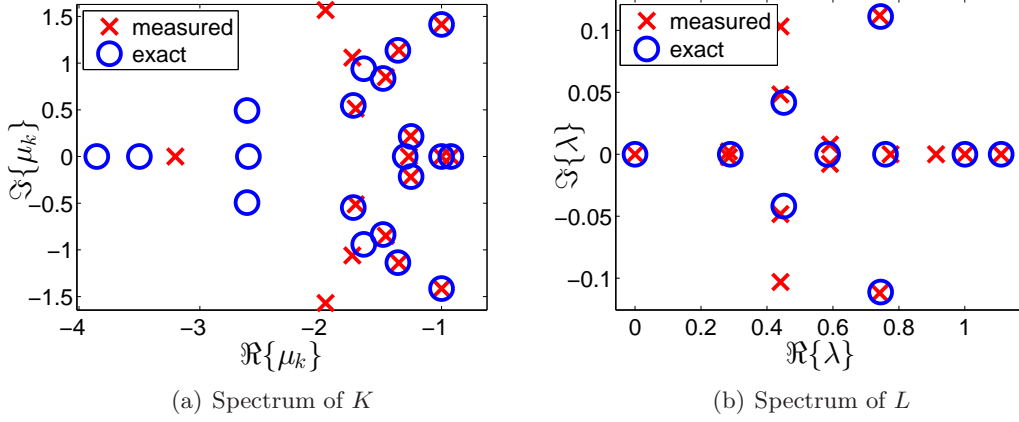 1.5
1
0.5
0
−0.5
−1
−1.5
ℑ{μ_k}
× measured
○ exact
−4 −3 −2 −1
ℜ{μ_k}
(a) Spectrum of K
0.1
0.05
0
−0.05
−0.1
ℑ{λ}
× measured
○ exact
0 0.2 0.4 0.6 0.8 1
ℜ{λ}
(b) Spectrum of L